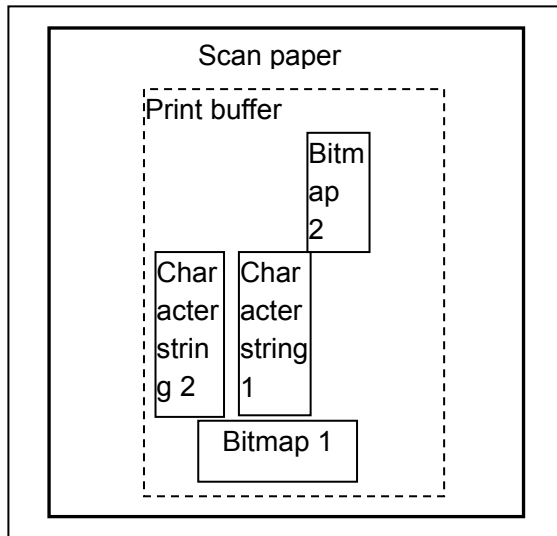 Scan paper
Print buffer
Bitm
ap
2
Char
acter
strin
g 2
Char
acter
string
1
Bitmap 1